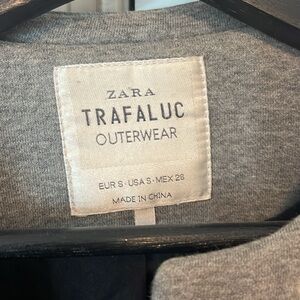 ZARA
TRAFALUC
OUTERWEAR
EUR S · USA S · MEX 26
MADE IN CHINA